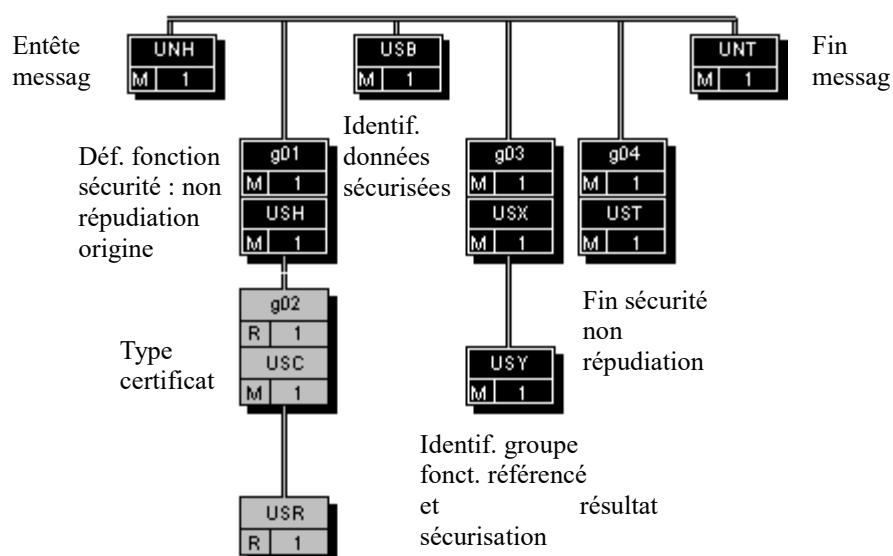 Entête
messag
UNH
M 1
USB
M 1
UNT
M 1
Fin
messag
Déf. fonction
sécurité : non
répudiation
origine
g01
M 1
USH
M 1
Identif.
données
sécurisées
g03
M 1
USX
M 1
g04
M 1
UST
M 1
Type
certificat
g02
R 1
USC
M 1
Fin sécurité
non
répudiation
USY
M 1
Identif. groupe
fonct. référencé
et résultat
sécurisation
USR
R 1